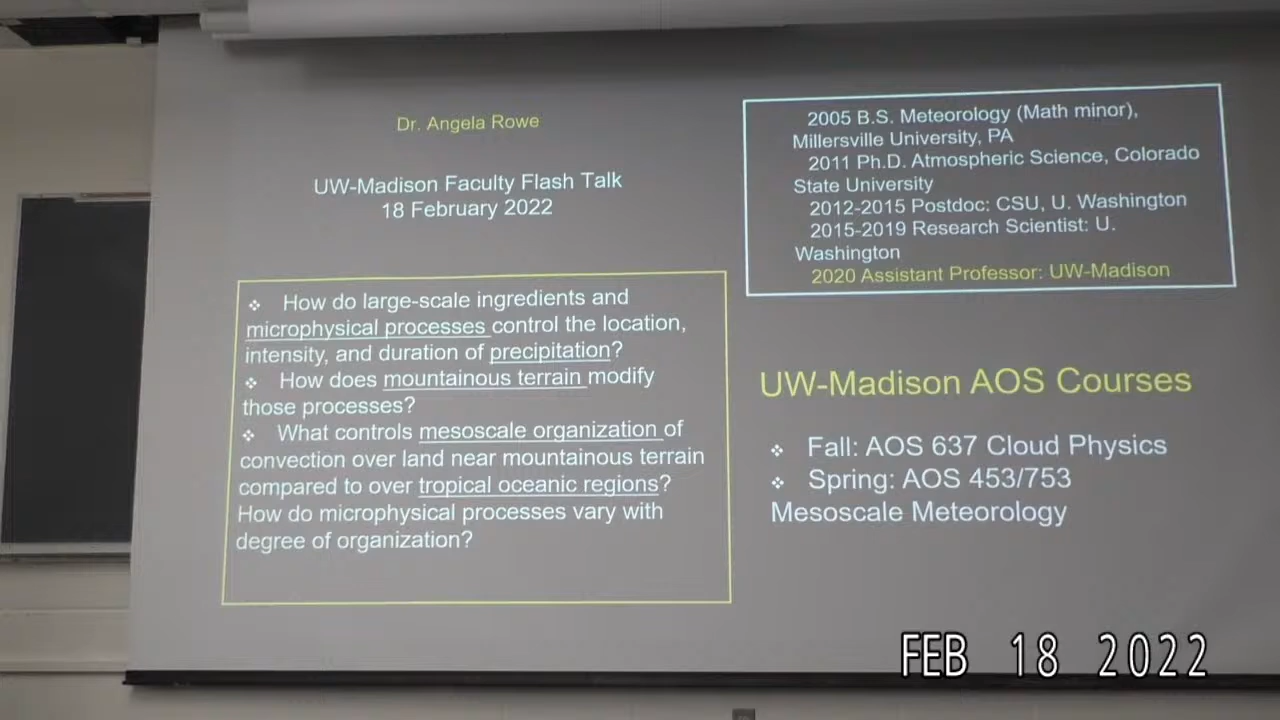 Dr. Angela Rowe
UW-Madison Faculty Flash Talk
18 February 2022
❖ How do large-scale ingredients and
microphysical processes control the location,
intensity, and duration of precipitation?
❖ How does mountainous terrain modify
those processes?
❖ What controls mesoscale organization of
convection over land near mountainous terrain
compared to over tropical oceanic regions?
How do microphysical processes vary with
degree of organization?
2005 B.S. Meteorology (Math minor),
Millersville University, PA
2011 Ph.D. Atmospheric Science, Colorado
State University
2012-2015 Postdoc: CSU, U. Washington
2015-2019 Research Scientist: U.
Washington
2020 Assistant Professor: UW-Madison
UW-Madison AOS Courses
❖ Fall: AOS 637 Cloud Physics
❖ Spring: AOS 453/753
Mesoscale Meteorology
FEB 18 2022